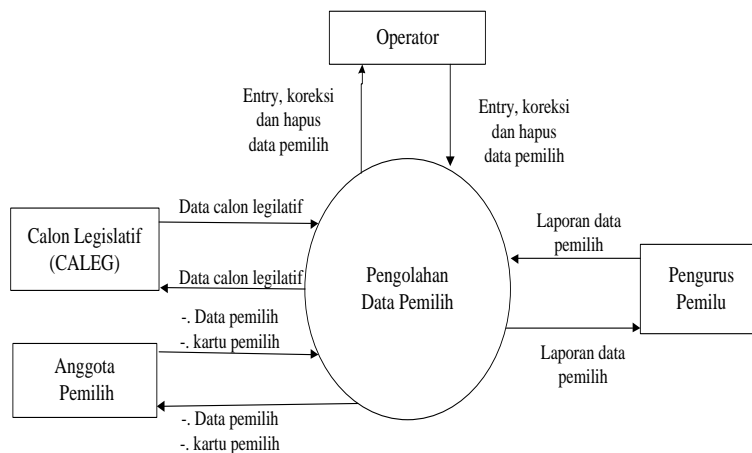 Operator
Entry, koreksi
dan hapus
data pemilih
Entry, koreksi
dan hapus
data pemilih
Data calon legilatif
Calon Legislatif
(CALEG)
Data calon legilatif
Laporan data
pemilih
Pengolahan
Data Pemilih
Pengurus
Pemilu
-. Data pemilih
-. kartu pemilih
Anggota
Pemilih
Laporan data
pemilih
-. Data pemilih
-. kartu pemilih